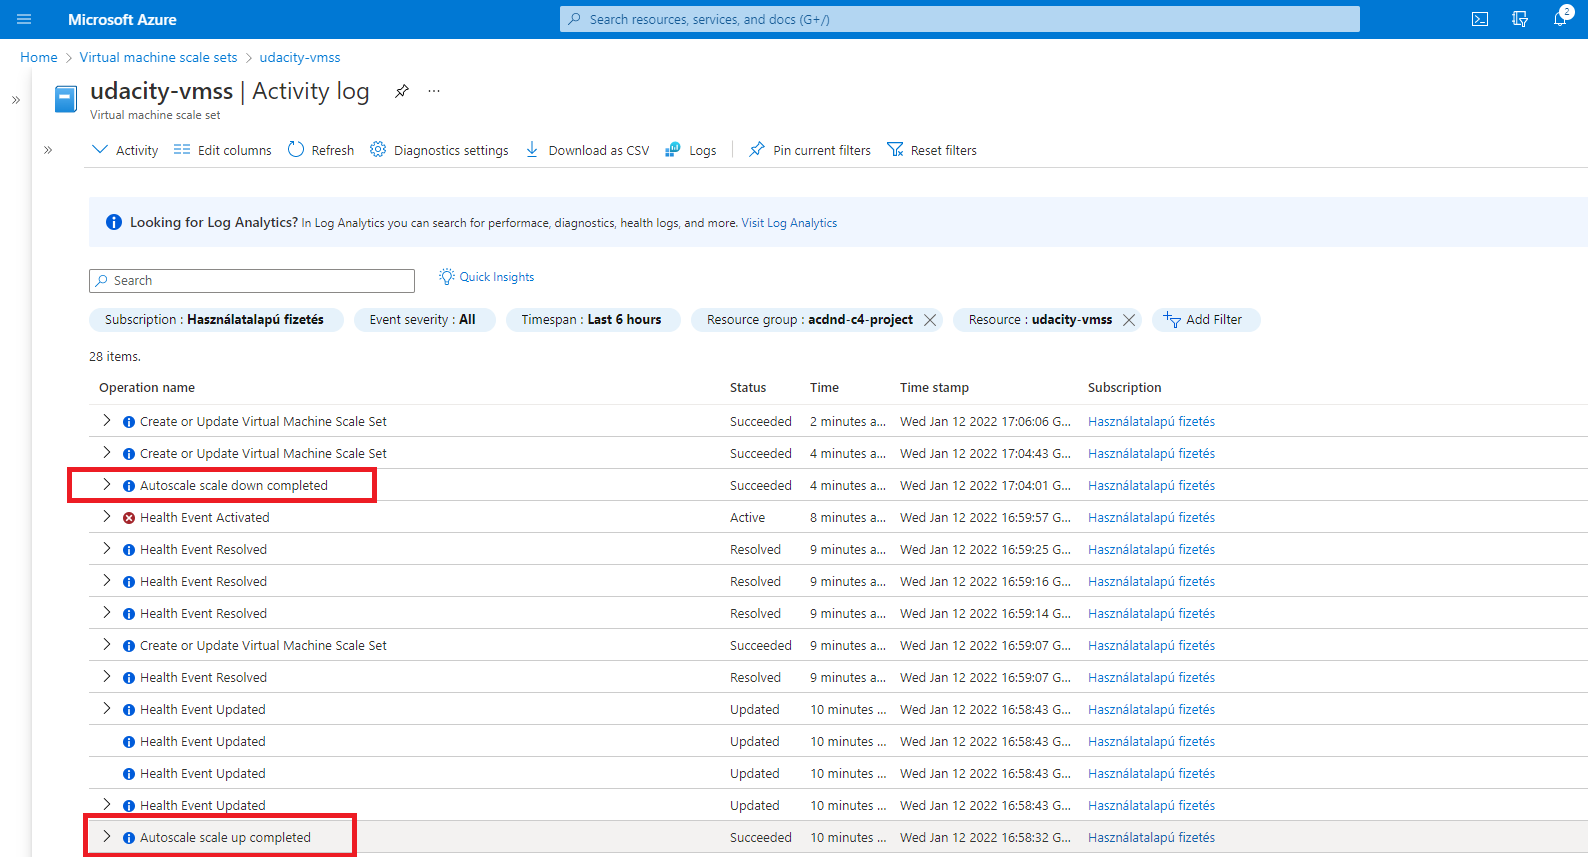 Microsoft Azure
Search resources, services, and docs (G+/)
2
Home > Virtual machine scale sets > udacity-vmss
udacity-vmss | Activity log ...
Virtual machine scale set
Activity Edit columns Refresh Diagnostics settings Download as CSV Logs Pin current filters Reset filters
Looking for Log Analytics? In Log Analytics you can search for performace, diagnostics, health logs, and more. Visit Log Analytics
Search Quick Insights
Subscription : Használatalapú fizetés Event severity : All Timespan : Last 6 hours Resource group : acdnd-c4-project Resource : udacity-vmss Add Filter
28 items.
Operation name Status Time Time stamp Subscription
Create or Update Virtual Machine Scale Set Succeeded 2 minutes a... Wed Jan 12 2022 17:06:06 G... Használatalapú fizetés
Create or Update Virtual Machine Scale Set Succeeded 4 minutes a... Wed Jan 12 2022 17:04:43 G... Használatalapú fizetés
Autoscale scale down completed Succeeded 4 minutes a... Wed Jan 12 2022 17:04:01 G... Használatalapú fizetés
Health Event Activated Active 8 minutes a... Wed Jan 12 2022 16:59:57 G... Használatalapú fizetés
Health Event Resolved Resolved 9 minutes a... Wed Jan 12 2022 16:59:25 G... Használatalapú fizetés
Health Event Resolved Resolved 9 minutes a... Wed Jan 12 2022 16:59:16 G... Használatalapú fizetés
Health Event Resolved Resolved 9 minutes a... Wed Jan 12 2022 16:59:14 G... Használatalapú fizetés
Create or Update Virtual Machine Scale Set Succeeded 9 minutes a... Wed Jan 12 2022 16:59:07 G... Használatalapú fizetés
Health Event Resolved Resolved 9 minutes a... Wed Jan 12 2022 16:59:07 G... Használatalapú fizetés
Health Event Updated Updated 10 minutes ... Wed Jan 12 2022 16:58:43 G... Használatalapú fizetés
Health Event Updated Updated 10 minutes ... Wed Jan 12 2022 16:58:43 G... Használatalapú fizetés
Health Event Updated Updated 10 minutes ... Wed Jan 12 2022 16:58:43 G... Használatalapú fizetés
Health Event Updated Updated 10 minutes ... Wed Jan 12 2022 16:58:43 G... Használatalapú fizetés
Autoscale scale up completed Succeeded 10 minutes ... Wed Jan 12 2022 16:58:32 G... Használatalapú fizetés